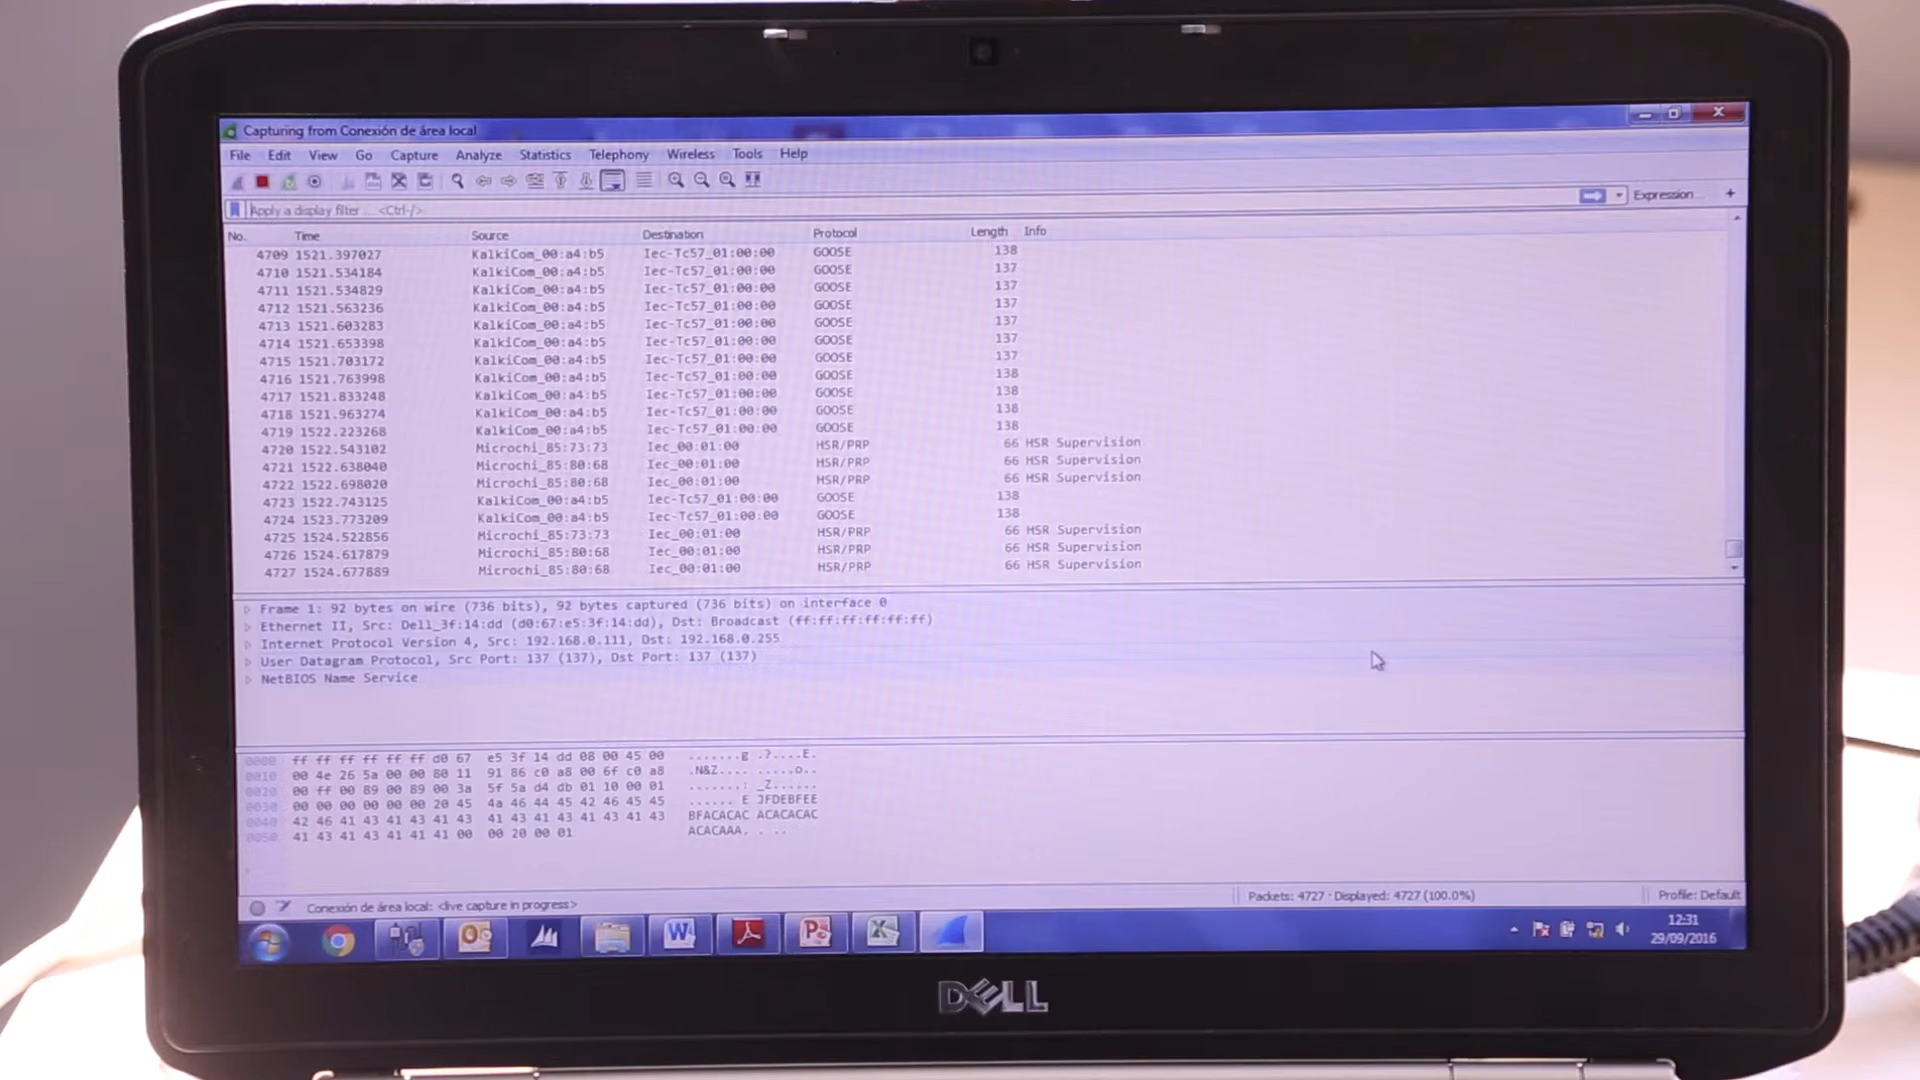 Capturing from Conexión de área local
File Edit View Go Capture Analyze Statistics Telephony Wireless Tools Help
Apply a display filter ... <Ctrl-/> Expression... +
No. Time Source Destination Protocol Length Info
4709 1521.397027 KalkiCom_00:a4:b5 Iec-Tc57_01:00:00 GOOSE 138
4710 1521.534184 KalkiCom_00:a4:b5 Iec-Tc57_01:00:00 GOOSE 137
4711 1521.534829 KalkiCom_00:a4:b5 Iec-Tc57_01:00:00 GOOSE 137
4712 1521.563236 KalkiCom_00:a4:b5 Iec-Tc57_01:00:00 GOOSE 137
4713 1521.603283 KalkiCom_00:a4:b5 Iec-Tc57_01:00:00 GOOSE 137
4714 1521.653398 KalkiCom_00:a4:b5 Iec-Tc57_01:00:00 GOOSE 137
4715 1521.703172 KalkiCom_00:a4:b5 Iec-Tc57_01:00:00 GOOSE 137
4716 1521.763998 KalkiCom_00:a4:b5 Iec-Tc57_01:00:00 GOOSE 138
4717 1521.833248 KalkiCom_00:a4:b5 Iec-Tc57_01:00:00 GOOSE 138
4718 1521.963274 KalkiCom_00:a4:b5 Iec-Tc57_01:00:00 GOOSE 138
4719 1522.223268 KalkiCom_00:a4:b5 Iec-Tc57_01:00:00 GOOSE 138
4720 1522.543102 Microchi_85:73:73 Iec_00:01:00 HSR/PRP 66 HSR Supervision
4721 1522.638040 Microchi_85:80:68 Iec_00:01:00 HSR/PRP 66 HSR Supervision
4722 1522.698020 Microchi_85:80:68 Iec_00:01:00 HSR/PRP 66 HSR Supervision
4723 1522.743125 KalkiCom_00:a4:b5 Iec-Tc57_01:00:00 GOOSE 138
4724 1523.773209 KalkiCom_00:a4:b5 Iec-Tc57_01:00:00 GOOSE 138
4725 1524.522856 Microchi_85:73:73 Iec_00:01:00 HSR/PRP 66 HSR Supervision
4726 1524.617879 Microchi_85:80:68 Iec_00:01:00 HSR/PRP 66 HSR Supervision
4727 1524.677889 Microchi_85:80:68 Iec_00:01:00 HSR/PRP 66 HSR Supervision
Frame 1: 92 bytes on wire (736 bits), 92 bytes captured (736 bits) on interface 0
Ethernet II, Src: Dell_3f:14:dd (d0:67:e5:3f:14:dd), Dst: Broadcast (ff:ff:ff:ff:ff:ff)
Internet Protocol Version 4, Src: 192.168.0.111, Dst: 192.168.0.255
User Datagram Protocol, Src Port: 137 (137), Dst Port: 137 (137)
NetBIOS Name Service
0000 ff ff ff ff ff ff d0 67 e5 3f 14 dd 08 00 45 00 .......g .?....E.
0010 00 4e 26 5a 00 00 80 11 91 86 c0 a8 00 6f c0 a8 .N&Z.... .....o..
0020 00 ff 00 89 00 89 00 3a 5f 5a d4 db 01 10 00 01 .......: _Z......
0030 00 00 00 00 00 00 20 45 4a 46 44 45 42 46 45 45 ...... E JFDEBFEE
0040 42 46 41 43 41 43 41 43 41 43 41 43 41 43 41 43 BFACACAC ACACACAC
0050 41 43 41 43 41 41 41 00 00 20 00 01 ACACAAA. . ..
Conexión de área local: <live capture in progress> Packets: 4727 · Displayed: 4727 (100.0%) Profile: Default
12:31
29/09/2016
DELL